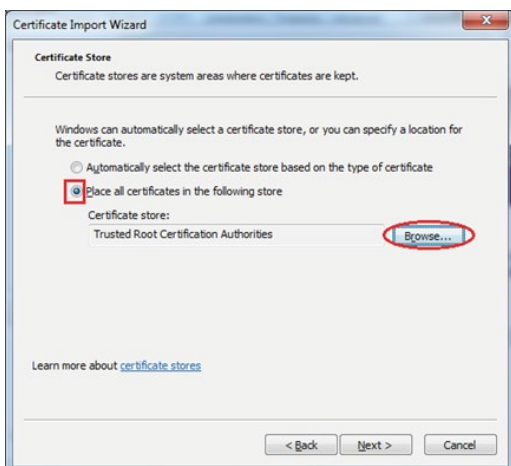 Certificate Import Wizard
Certificate Store
Certificate stores are system areas where certificates are kept.
Windows can automatically select a certificate store, or you can specify a location for
the certificate.
Automatically select the certificate store based on the type of certificate
Place all certificates in the following store
Certificate store:
Trusted Root Certification Authorities
Browse...
Learn more about certificate stores
< Back
Next >
Cancel